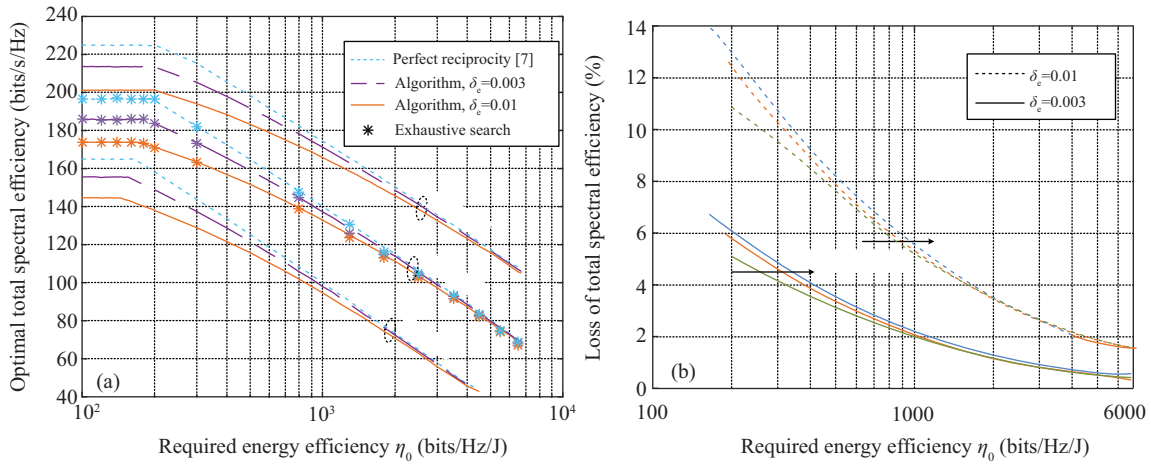 Optimal total spectral efficiency (bits/s/Hz)
240
220
200
180
160
140
120
100
80
60
40
Perfect reciprocity [7]
Algorithm, δe=0.003
Algorithm, δe=0.01
Exhaustive search
(a)
10²
10³
10⁴
Required energy efficiency η₀ (bits/Hz/J)
Loss of total spectral efficiency (%)
14
12
10
8
6
4
2
0
δe=0.01
δe=0.003
(b)
100
1000
6000
Required energy efficiency η₀ (bits/Hz/J)